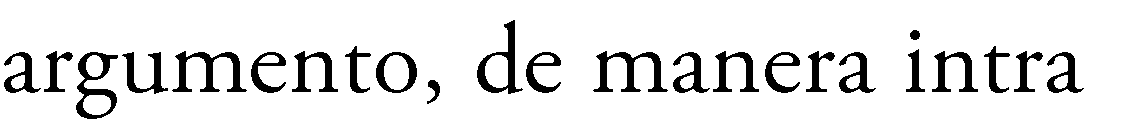 argumento, de manera intra